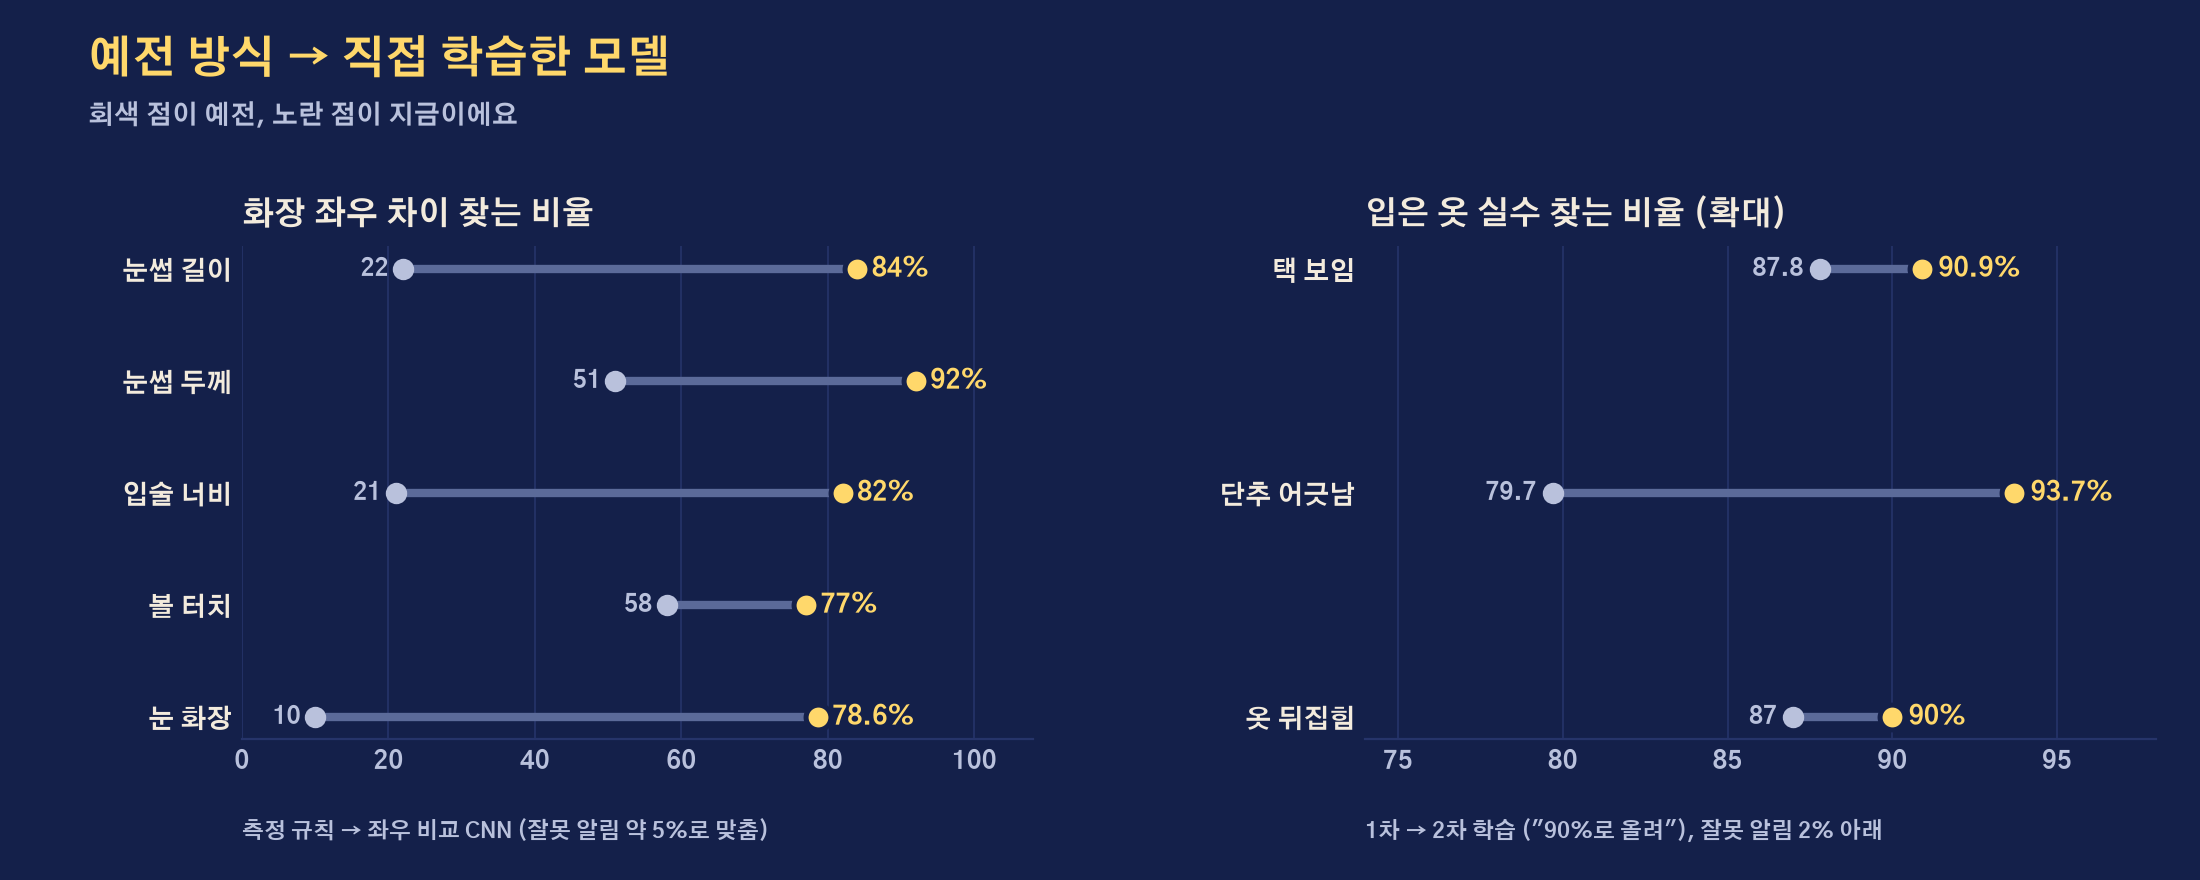 예전 방식 → 직접 학습한 모델
회색 점이 예전, 노란 점이 지금이에요
화장 좌우 차이 찾는 비율
눈썹 길이 22 84%
눈썹 두께 51 92%
입술 너비 21 82%
볼 터치 58 77%
눈 화장 10 78.6%
0 20 40 60 80 100
측정 규칙 → 좌우 비교 CNN (잘못 알림 약 5%로 맞춤)
입은 옷 실수 찾는 비율 (확대)
택 보임 87.8 90.9%
단추 어긋남 79.7 93.7%
옷 뒤집힘 87 90%
75 80 85 90 95
1차 → 2차 학습 ("90%로 올려"), 잘못 알림 2% 아래